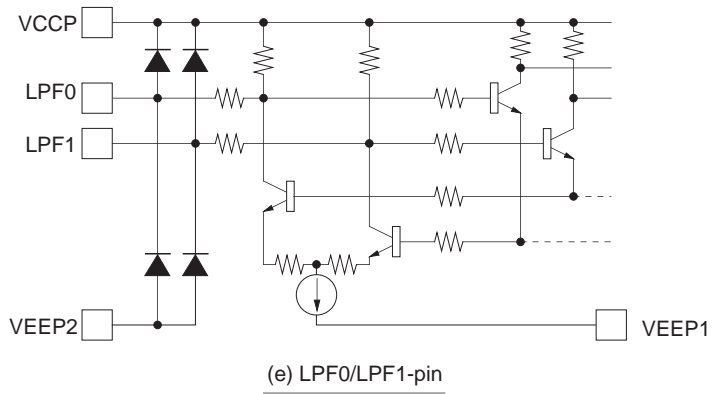 VCCP
LPF0
LPF1
VEEP2
VEEP1
(e) LPF0/LPF1-pin